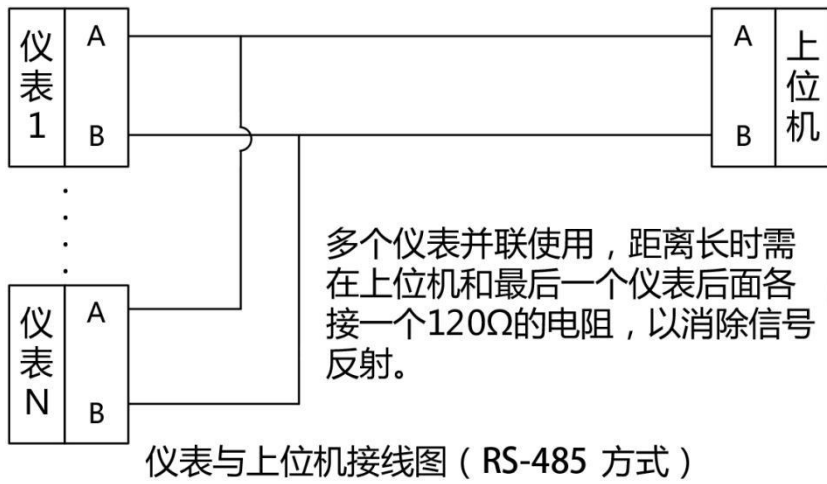 仪表1
A
B
A
B
上位机
仪表N
A
B
多个仪表并联使用，距离长时需
在上位机和最后一个仪表后面各
接一个120Ω的电阻，以消除信号
反射。
仪表与上位机接线图（RS-485 方式）